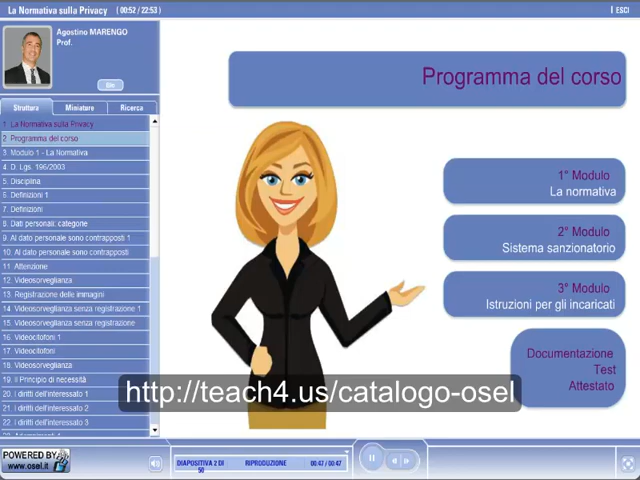 La Normativa sulla Privacy (00:52 / 22:53)
ESCI
Agostino MARENGO
Prof.
Struttura Miniature Ricerca
1 La Normativa sulla Privacy
2 Programma del corso
3 Modulo 1 - La Normativa
4 D. Lgs. 196/2003
5. Disciplina
6. Definizioni 1
7. Definizioni
8. Dati personali: categorie
9. Al dato personale sono contrapposti 1
10. Al dato personale sono contrapposti
11 Attenzione
12. Videosorveglianza
13. Registrazione delle immagini
14 Videosorveglianza senza registrazione 1
15. Videosorveglianza senza registrazione
16. Videocitofoni 1
17. Videocitofoni
18. Videosorveglianza
19. Il Principio di necessità
20. I diritti dell'interessato 1
21. I diritti dell'interessato 2
22. I diritti dell'interessato 3
Programma del corso
1° Modulo
La normativa
2° Modulo
Sistema sanzionatorio
3° Modulo
Istruzioni per gli incaricati
Documentazione
Test
Attestato
http://teach4.us/catalogo-osel
POWERED BY
www.osel.it
DIAPOSITIVA 2 DI 50
RIPRODUZIONE
00:47 / 00:47